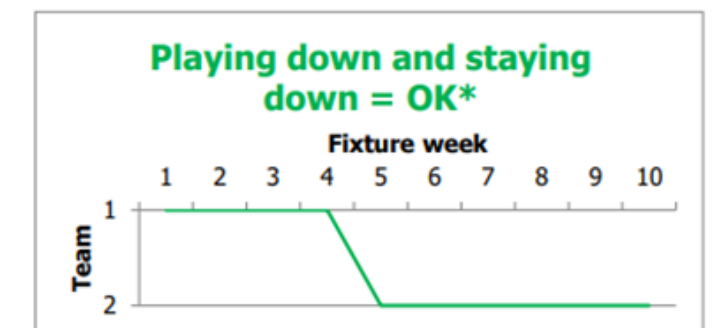 Playing down and staying
down = OK*
Fixture week
1 2 3 4 5 6 7 8 9 10
1
Team
2